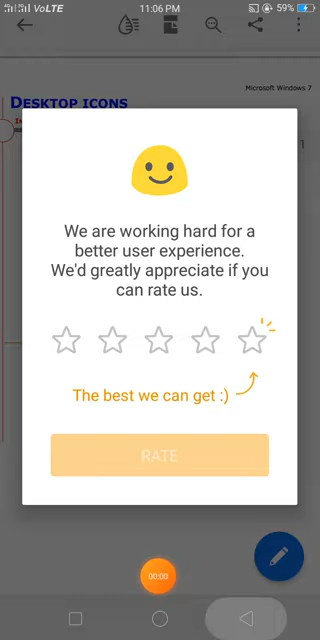 VoLTE 11:06 PM 59%
Microsoft Windows 7
DESKTOP ICONS
1
We are working hard for a
better user experience.
We'd greatly appreciate if you
can rate us.
The best we can get :)
RATE
00:00